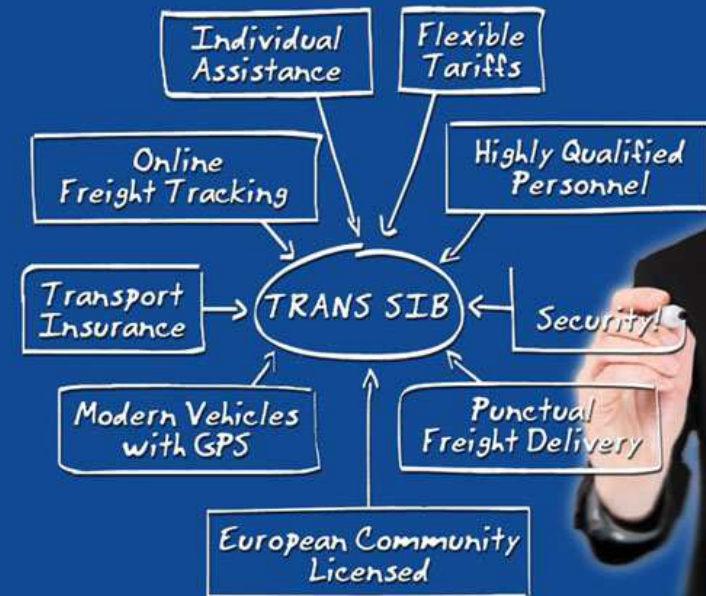 Individual
Assistance
Flexible
Tariffs
Online
Freight Tracking
Highly Qualified
Personnel
Transport
Insurance
TRANS SIB
Security!
Modern Vehicles
with GPS
Punctual
Freight Delivery
European Community
Licensed